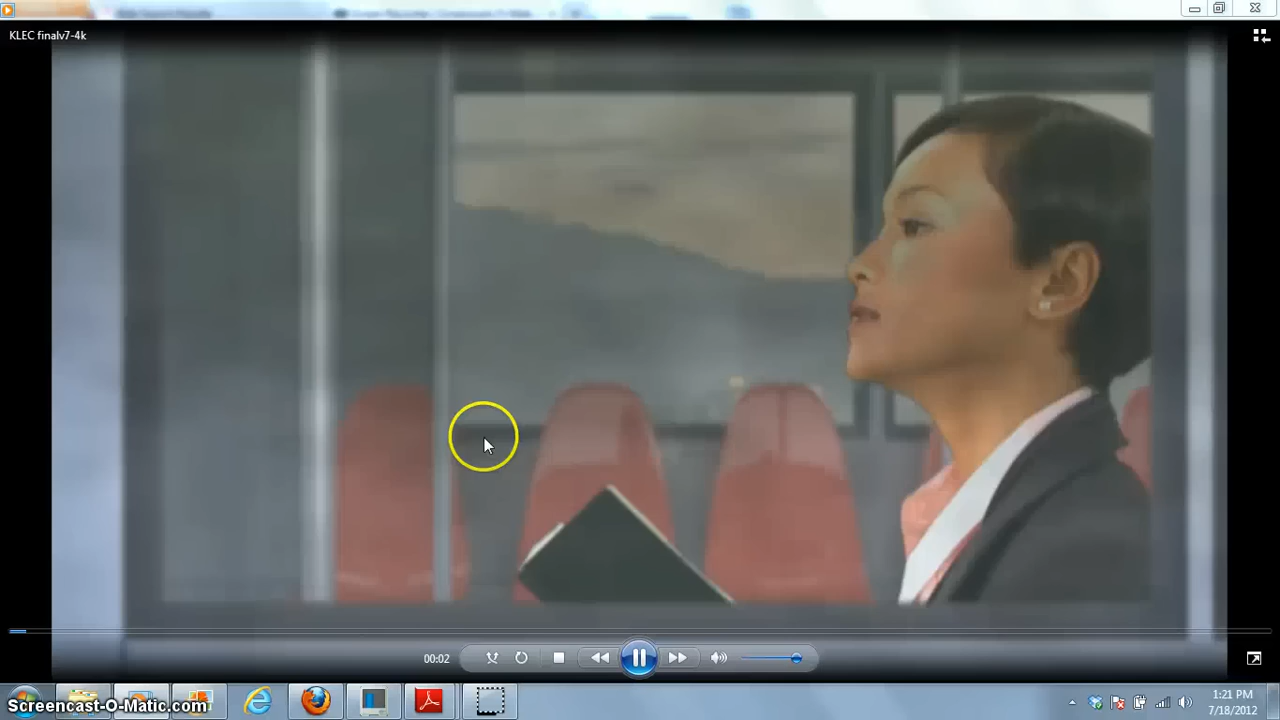 KLEC finalv7-4k
00:02
Screencast-O-Matic.com
1:21 PM
7/18/2012